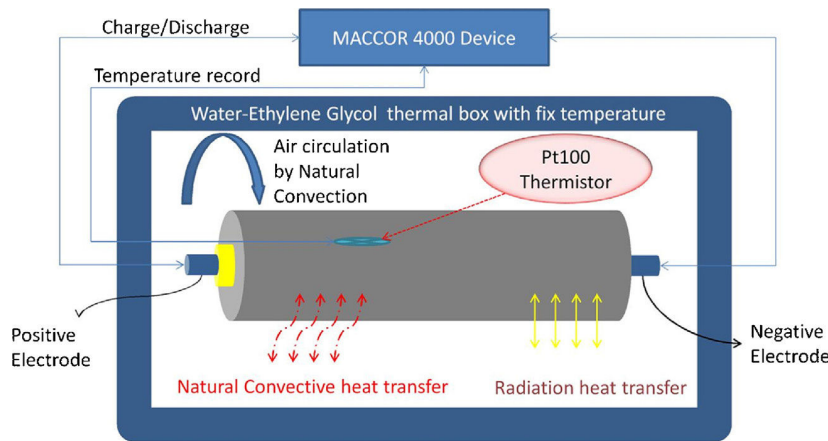 Charge/Discharge
MACCOR 4000 Device
Temperature record
Water-Ethylene Glycol thermal box with fix temperature
Air circulation
by Natural
Convection
Pt100
Thermistor
Positive
Electrode
Negative
Electrode
Natural Convective heat transfer
Radiation heat transfer